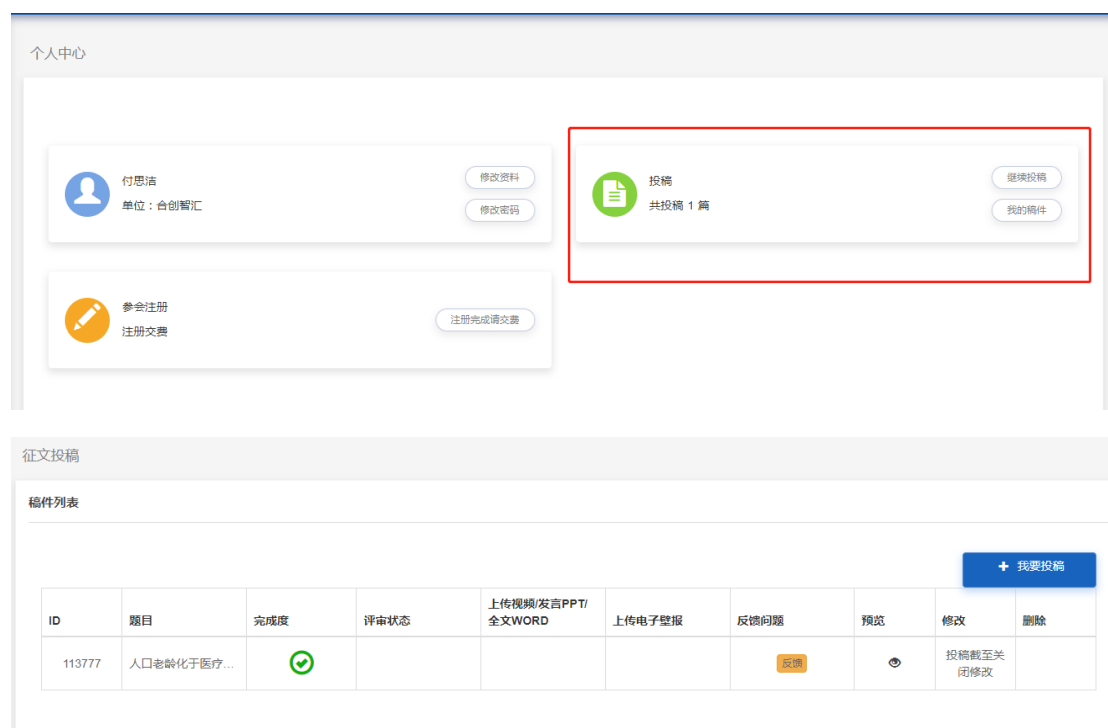 个人中心
付思洁
单位：合创智汇
修改资料
修改密码
投稿
共投稿 1 篇
继续投稿
我的稿件
参会注册
注册交费
注册完成请交费
征文投稿
稿件列表
+ 我要投稿
ID 题目 完成度 评审状态 上传视频/发言PPT/ 上传电子壁报 反馈问题 预览 修改 删除
全文WORD
113777 人口老龄化于医疗... 反馈 投稿截至关
闭修改